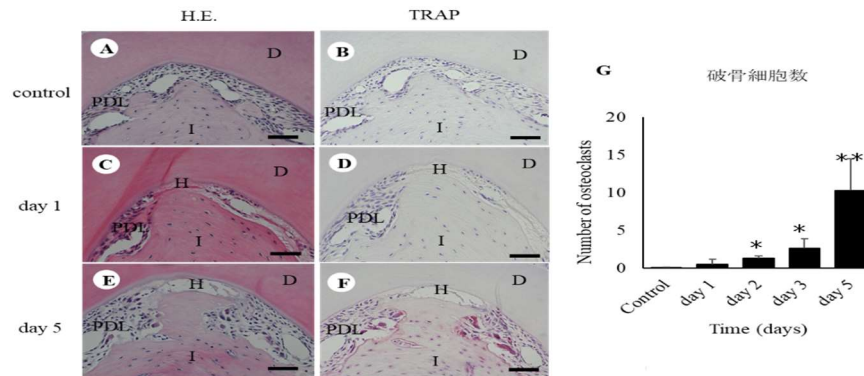 H.E.
TRAP
control
A
D
PDL
I
B
D
PDL
I
day 1
C
D
H
PDL
I
D
D
H
PDL
I
day 5
E
D
H
PDL
I
F
D
H
PDL
I
G
破骨細胞数
Number of osteoclasts
20
15
10
5
0
*
*
**
Control
day 1
day 2
day 3
day 5
Time (days)